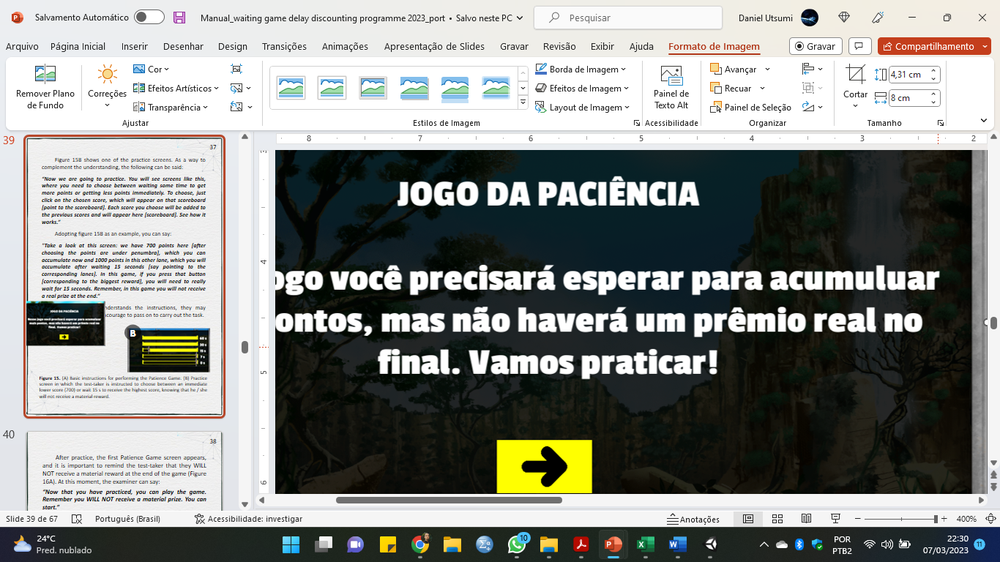 Salvamento Automático
Manual_waiting game delay discounting programme 2023_port • Salvo neste PC
Pesquisar
Daniel Utsumi
Arquivo Página Inicial Inserir Desenhar Design Transições Animações Apresentação de Slides Gravar Revisão Exibir Ajuda Formato de Imagem Gravar Compartilhamento
Remover Plano de Fundo
Correções
Cor
Efeitos Artísticos
Transparência
Ajustar
Estilos de Imagem
Borda de Imagem
Efeitos de Imagem
Layout de Imagem
Painel de Texto Alt
Acessibilidade
Avançar
Recuar
Painel de Seleção
Organizar
Cortar
4,31 cm
8 cm
Tamanho
39
37
Figure 15B shows one of the practice screens. As a way to
complement the understanding, the following can be said:
“Now we are going to practice. You will see screens like this,
where you need to choose between waiting some time to get
more points or getting less points immediately. To choose, just
click on the chosen score, which will appear on that scoreboard
[point to the scoreboard]. Each score you choose will be added to
the previous scores and will appear here [scoreboard]. See how it
works.”
Adopting figure 15B as an example, you can say:
“Take a look at this screen: we have 700 points here [after
choosing the points are under penumbra], which you can
accumulate now and 1000 points in this other lane, which you will
accumulate after waiting 15 seconds [say pointing to the
corresponding lanes]. In this game, if you press that button
[corresponding to the biggest reward], you will need to really
wait for 15 seconds. Remember, in this game you will not receive
a real prize at the end.”
nderstands the instructions, they may
courage to pass on to carry out the task.
JOGO DA PACIÊNCIA
Nesse jogo você precisará esperar para acumular
mais pontos, mas não haverá um prêmio real no
final. Vamos praticar!
B
60 s
30 s
15 s
7 s
0 s
Figure 15. (A) Basic instructions for performing the Patience Game. (B) Practice
screen in which the test-taker is instructed to choose between an immediate
lower score (700) or wait 15 s to receive the highest score, knowing that he / she
will not receive a material reward.
40
38
After practice, the first Patience Game screen appears,
and it is important to remind the test-taker that they WILL
NOT receive a material reward at the end of the game (Figure
16A). At this moment, the examiner can say:
“Now that you have practiced, you can play the game.
Remember you WILL NOT receive a material prize. You can
start.”
8 7 6 5 4 3 2
3
4
5
6
JOGO DA PACIÊNCIA
ogo você precisará esperar para acumuluar
ontos, mas não haverá um prêmio real no
final. Vamos praticar!
Slide 39 de 67 Português (Brasil) Acessibilidade: investigar Anotações 400%
24°C
Pred. nublado
10
POR
PTB2
22:30
07/03/2023
11